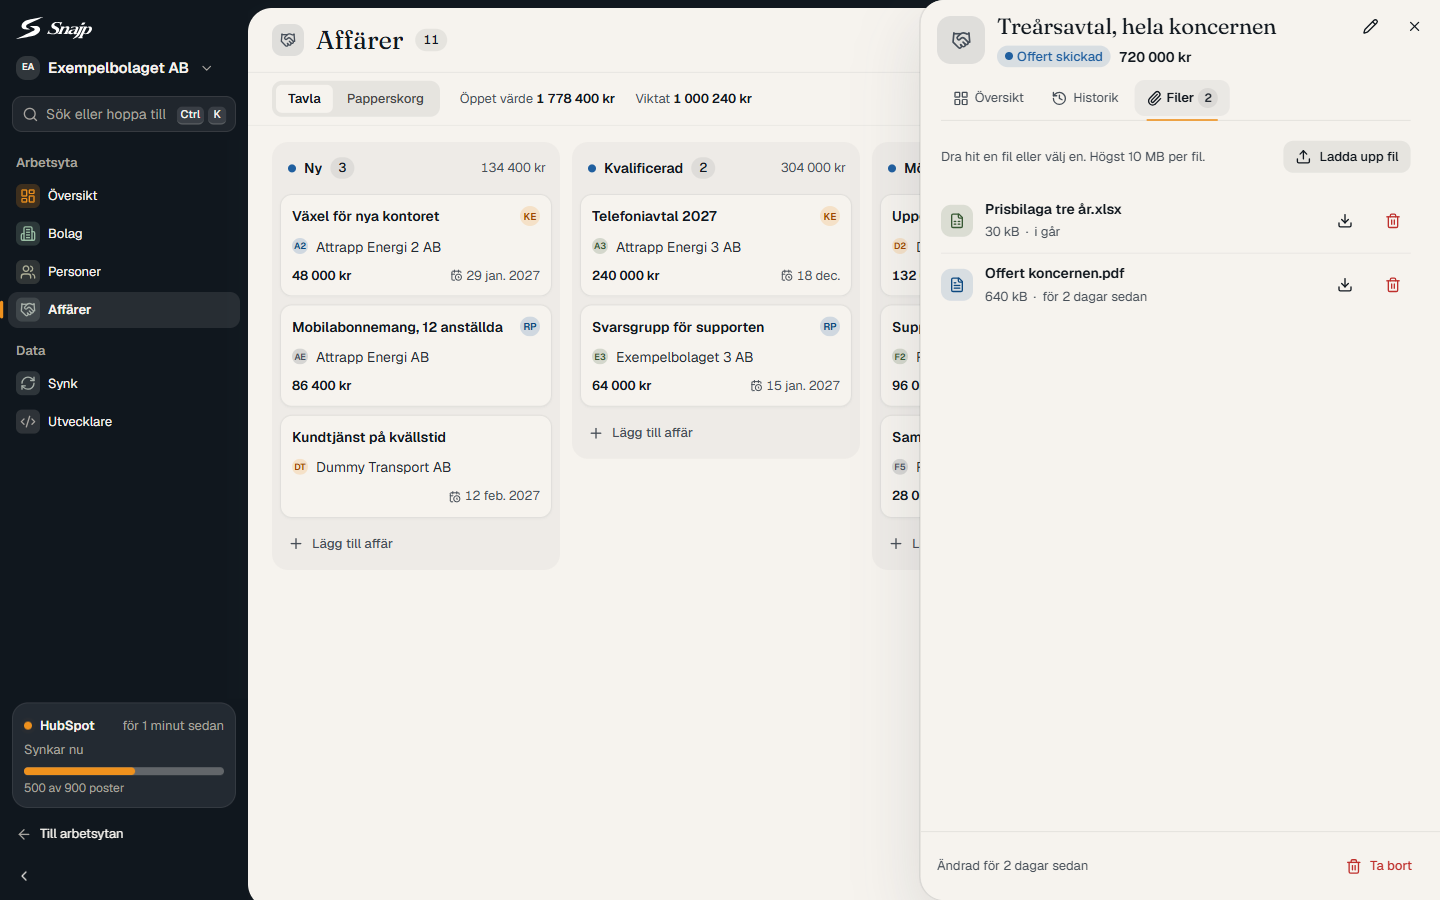 Snajp
EA Exempelbolaget AB
Sök eller hoppa till Ctrl K
Arbetsyta
Översikt
Bolag
Personer
Affärer
Data
Synk
Utvecklare
HubSpot för 1 minut sedan
Synkar nu
500 av 900 poster
Till arbetsytan
Affärer 11
Tavla Papperskorg Öppet värde 1 778 400 kr Viktat 1 000 240 kr
Ny 3 134 400 kr
Växel för nya kontoret KE
A2 Attrapp Energi 2 AB
48 000 kr 29 jan. 2027
Mobilabonnemang, 12 anställda RP
AE Attrapp Energi AB
86 400 kr
Kundtjänst på kvällstid
DT Dummy Transport AB
12 feb. 2027
Lägg till affär
Kvalificerad 2 304 000 kr
Telefoniavtal 2027 KE
A3 Attrapp Energi 3 AB
240 000 kr 18 dec.
Svarsgrupp för supporten RP
E3 Exempelbolaget 3 AB
64 000 kr 15 jan. 2027
Lägg till affär
D2
132
F2
96 0
Sam
F5
28 0
Treårsavtal, hela koncernen
Offert skickad 720 000 kr
Översikt Historik Filer 2
Dra hit en fil eller välj en. Högst 10 MB per fil. Ladda upp fil
Prisbilaga tre år.xlsx
30 kB · i går
Offert koncernen.pdf
640 kB · för 2 dagar sedan
Ändrad för 2 dagar sedan Ta bort